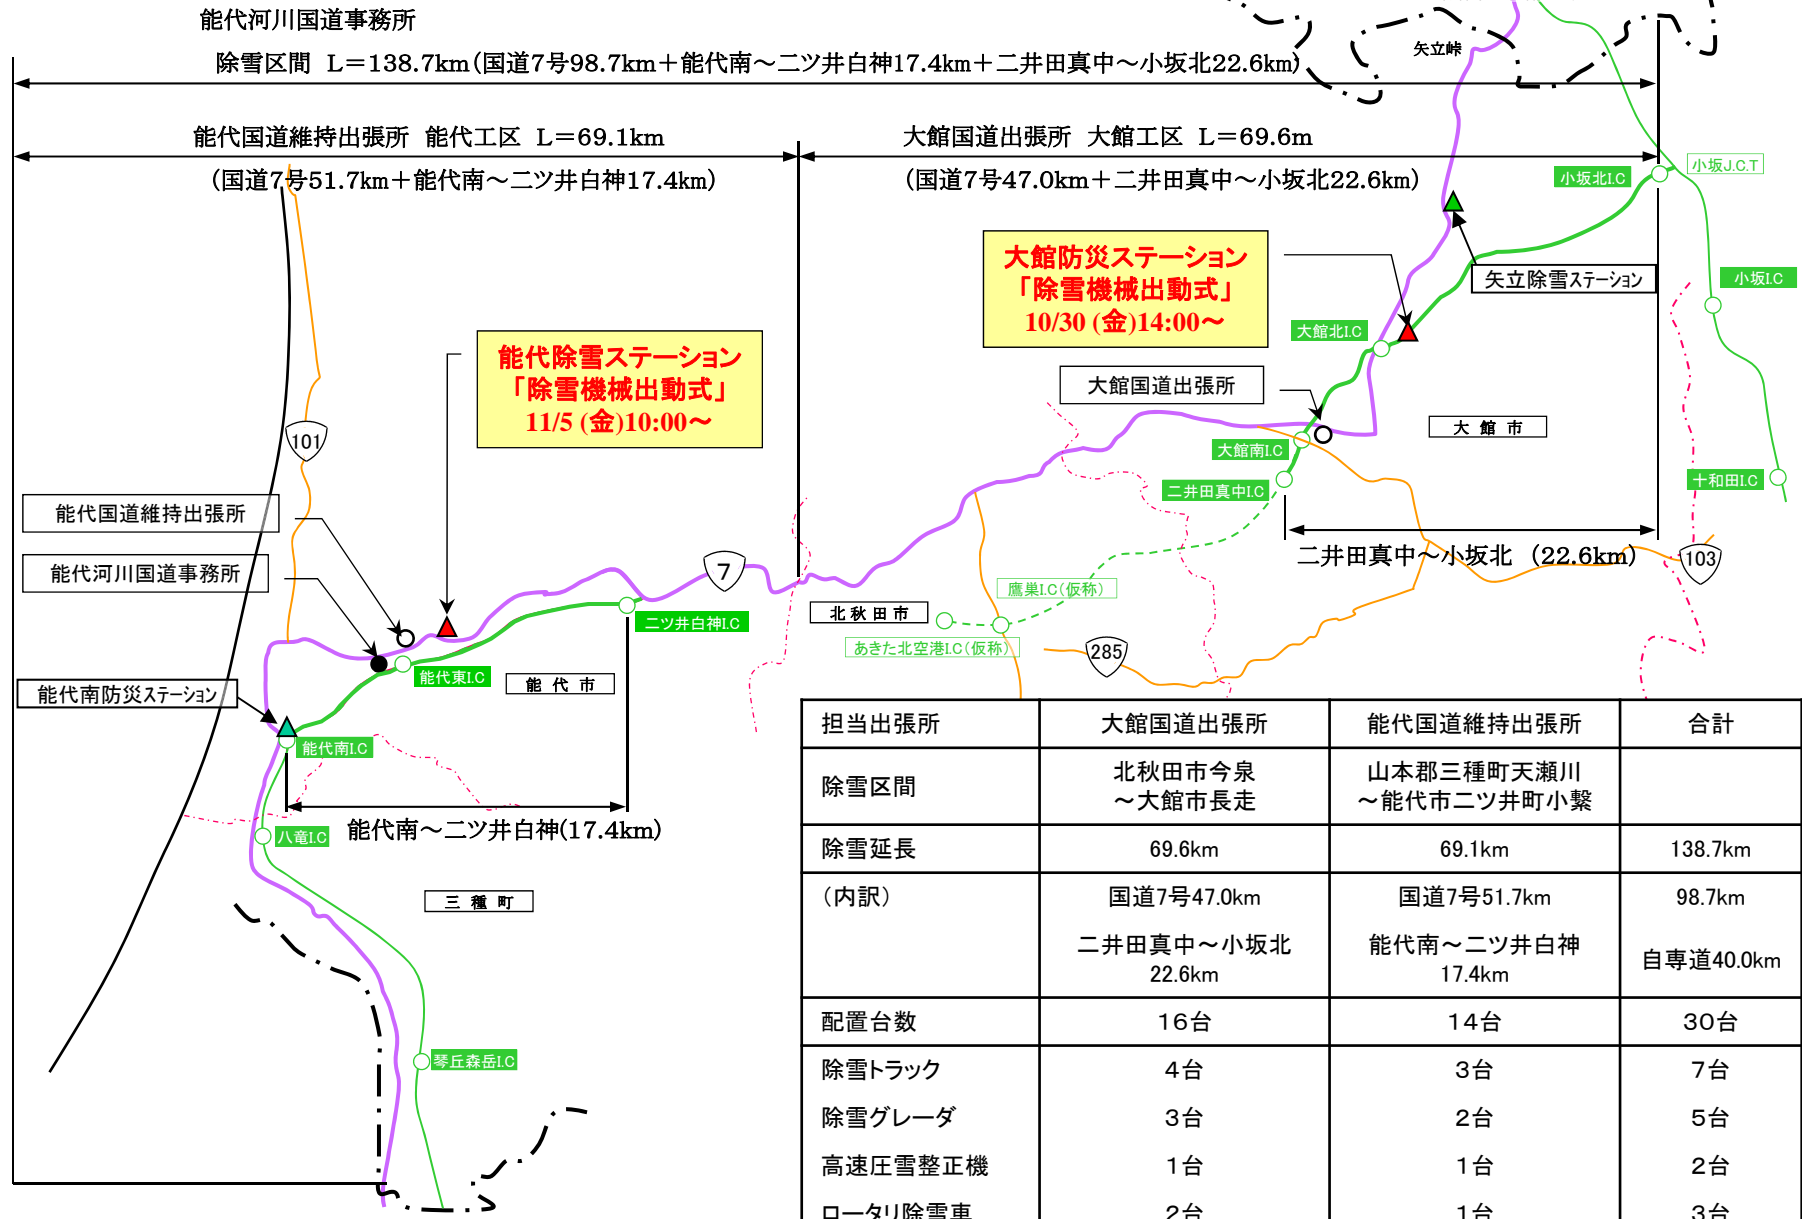 能代河川国道事務所
除雪区間 L=138.7km(国道7号98.7km+能代南~二ツ井白神17.4km+二井田真中~小坂北22.6km)
矢立峠
能代国道維持出張所 能代工区 L=69.1km
大館国道出張所 大館工区 L=69.6m
(国道7号51.7km+能代南~二ツ井白神17.4km)
(国道7号47.0km+二井田真中~小坂北22.6km)
小坂北I.C
小坂J.C.T
大館防災ステーション
「除雪機械出動式」
10/30 (金)14:00~
矢立除雪ステーション
小坂I.C
大館北I.C
能代除雪ステーション
「除雪機械出動式」
11/5 (金)10:00~
大館国道出張所
大館市
101
大館南I.C
二井田真中I.C
十和田I.C
能代国道維持出張所
能代河川国道事務所
7
二井田真中~小坂北 (22.6km)
103
鷹巣I.C(仮称)
北秋田市
あきた北空港I.C(仮称)
285
二ツ井白神I.C
能代東I.C
能代市
能代南防災ステーション
能代南I.C
能代南~二ツ井白神(17.4km)
八竜I.C
三種町
琴丘森岳I.C
担当出張所 大館国道出張所 能代国道維持出張所 合計
除雪区間 北秋田市今泉 ~大館市長走 山本郡三種町天瀬川 ~能代市二ツ井町小繋
除雪延長 69.6km 69.1km 138.7km
(内訳) 国道7号47.0km 国道7号51.7km 98.7km
二井田真中~小坂北 22.6km 能代南~二ツ井白神 17.4km 自専道40.0km
配置台数 16台 14台 30台
除雪トラック 4台 3台 7台
除雪グレーダ 3台 2台 5台
高速圧雪整正機 1台 1台 2台
ロータリ除雪車 2台 1台 3台